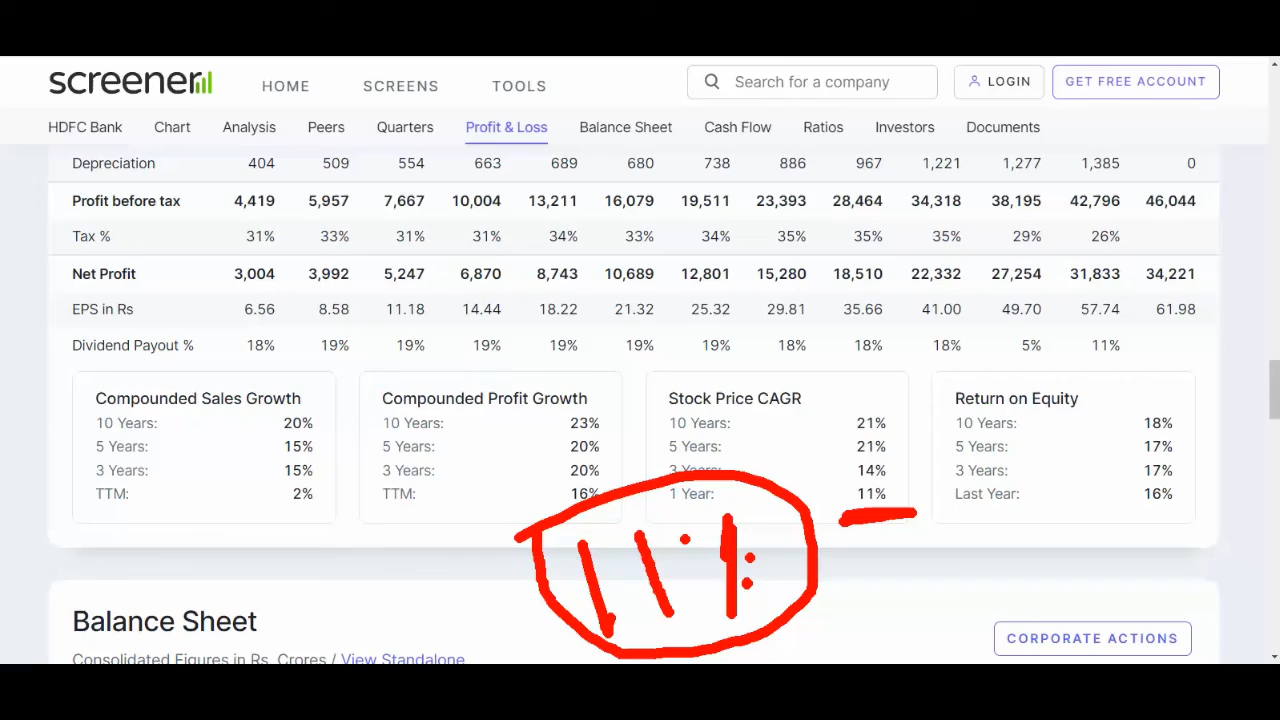 screener
HOME SCREENS TOOLS Search for a company LOGIN GET FREE ACCOUNT
HDFC Bank Chart Analysis Peers Quarters Profit & Loss Balance Sheet Cash Flow Ratios Investors Documents
Depreciation 404 509 554 663 689 680 738 886 967 1,221 1,277 1,385 0
Profit before tax 4,419 5,957 7,667 10,004 13,211 16,079 19,511 23,393 28,464 34,318 38,195 42,796 46,044
Tax % 31% 33% 31% 31% 34% 33% 34% 35% 35% 35% 29% 26%
Net Profit 3,004 3,992 5,247 6,870 8,743 10,689 12,801 15,280 18,510 22,332 27,254 31,833 34,221
EPS in Rs 6.56 8.58 11.18 14.44 18.22 21.32 25.32 29.81 35.66 41.00 49.70 57.74 61.98
Dividend Payout % 18% 19% 19% 19% 19% 19% 19% 18% 18% 18% 5% 11%
Compounded Sales Growth
10 Years: 20%
5 Years: 15%
3 Years: 15%
TTM: 2%
Compounded Profit Growth
10 Years: 23%
5 Years: 20%
3 Years: 20%
TTM: 16%
Stock Price CAGR
10 Years: 21%
5 Years: 21%
3 Years: 14%
1 Year: 11%
Return on Equity
10 Years: 18%
5 Years: 17%
3 Years: 17%
Last Year: 16%
Balance Sheet
CORPORATE ACTIONS
Consolidated Figures in Rs. Crores / View Standalone